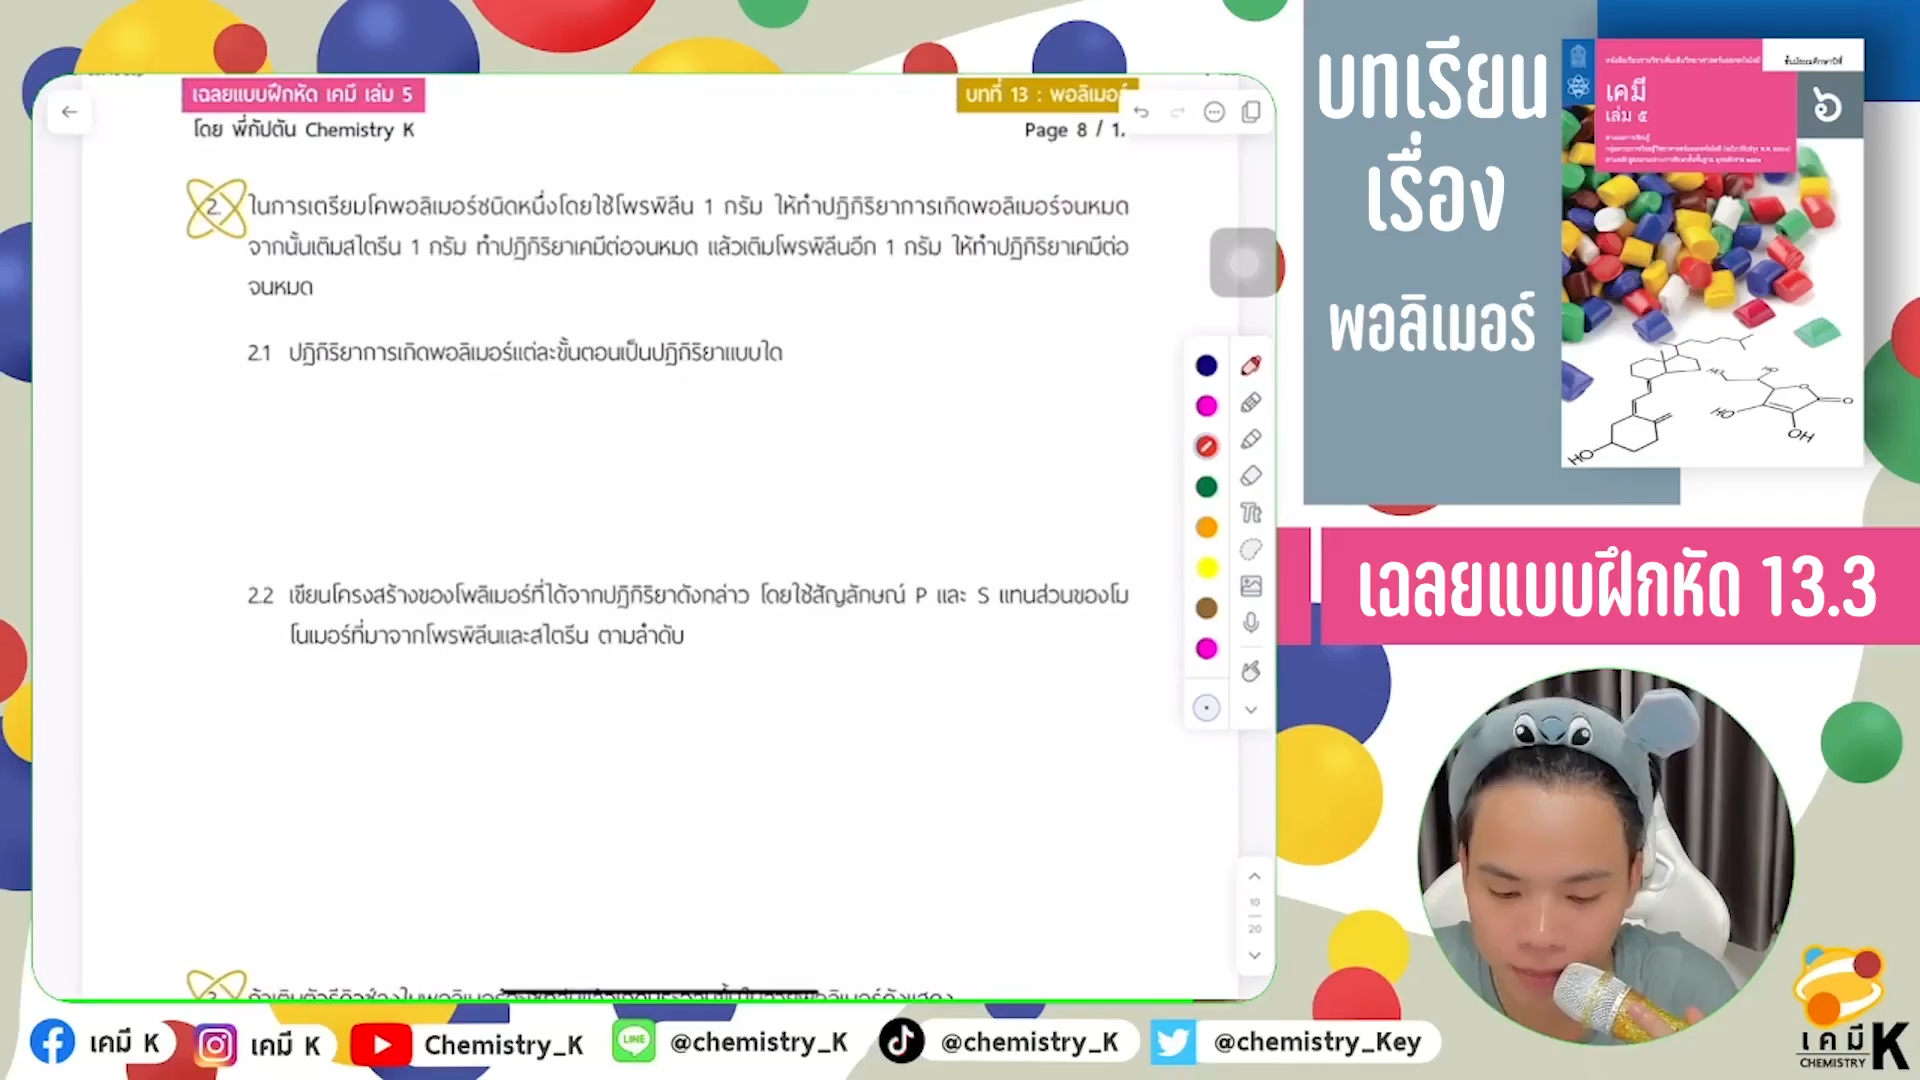 เฉลยแบบฝึกหัด เคมี เล่ม 5
บทที่ 13 : พอลิเมอร์
โดย พี่กัปตัน Chemistry K
Page 8 / 1
2. ในการเตรียมโคพอลิเมอร์ชนิดหนึ่งโดยใช้โพรพิลีน 1 กรัม ให้ทำปฏิกิริยาการเกิดพอลิเมอร์จนหมด
จากนั้นเติมสไตรีน 1 กรัม ทำปฏิกิริยาเคมีต่อจนหมด แล้วเติมโพรพิลีนอีก 1 กรัม ให้ทำปฏิกิริยาเคมีต่อ
จนหมด
2.1 ปฏิกิริยาการเกิดพอลิเมอร์แต่ละขั้นตอนเป็นปฏิกิริยาแบบใด
2.2 เขียนโครงสร้างของโพลิเมอร์ที่ได้จากปฏิกิริยาดังกล่าว โดยใช้สัญลักษณ์ P และ S แทนส่วนของโม
โนเมอร์ที่มาจากโพรพิลีนและสไตรีน ตามลำดับ
Tt
10
20
บทเรียน
เรื่อง
พอลิเมอร์
เคมี
เล่ม ๕
๖
HO
HO
OH
O
HO
เฉลยแบบฝึกหัด 13.3
เคมี K
เคมี K
Chemistry_K
LINE
@chemistry_K
@chemistry_K
@chemistry_Key
เคมี K
CHEMISTRY